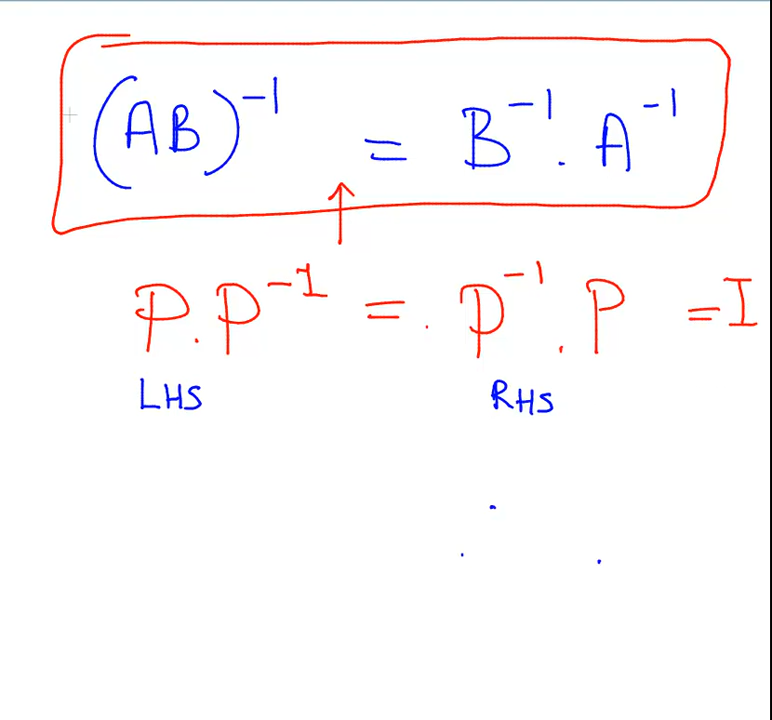 (AB)⁻¹ = B⁻¹ . A⁻¹
P . P⁻¹ = . P⁻¹ . P = I
LHS RHS